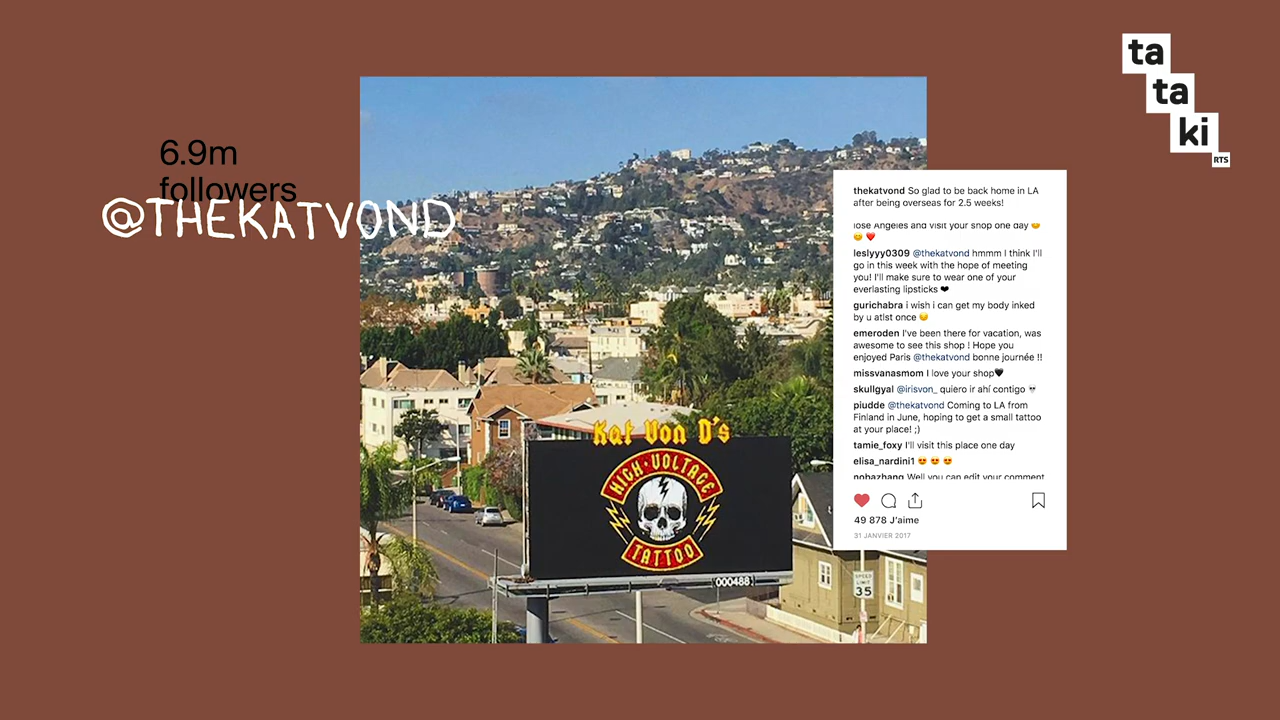 ta
ta
ki
RTS
6.9m
followers
@THEKATVOND
thekatvond So glad to be back home in LA
after being overseas for 2.5 weeks!
lose Angeles and visit your shop one day 😊
😊 ❤️
leslyyy0309 @thekatvond hmmm I think I'll
go in this week with the hope of meeting
you! I'll make sure to wear one of your
everlasting lipsticks ❤
gurichabra i wish i can get my body inked
by u atlst once 😔
emeroden I've been there for vacation, was
awesome to see this shop ! Hope you
enjoyed Paris @thekatvond bonne journée !!
missvanasmom I love your shop🖤
skullgyal @irisvon_ quiero ir ahí contigo 💀
piudde @thekatvond Coming to LA from
Finland in June, hoping to get a small tattoo
at your place! ;)
tamie_foxy I'll visit this place one day
elisa_nardini1 😍 😍 😍
nobazhang Well you can edit your comment
49 878 J'aime
31 JANVIER 2017
Kat Von D's
HIGH·VOLTAGE
TATTOO
000488
SPEED
LIMIT
35